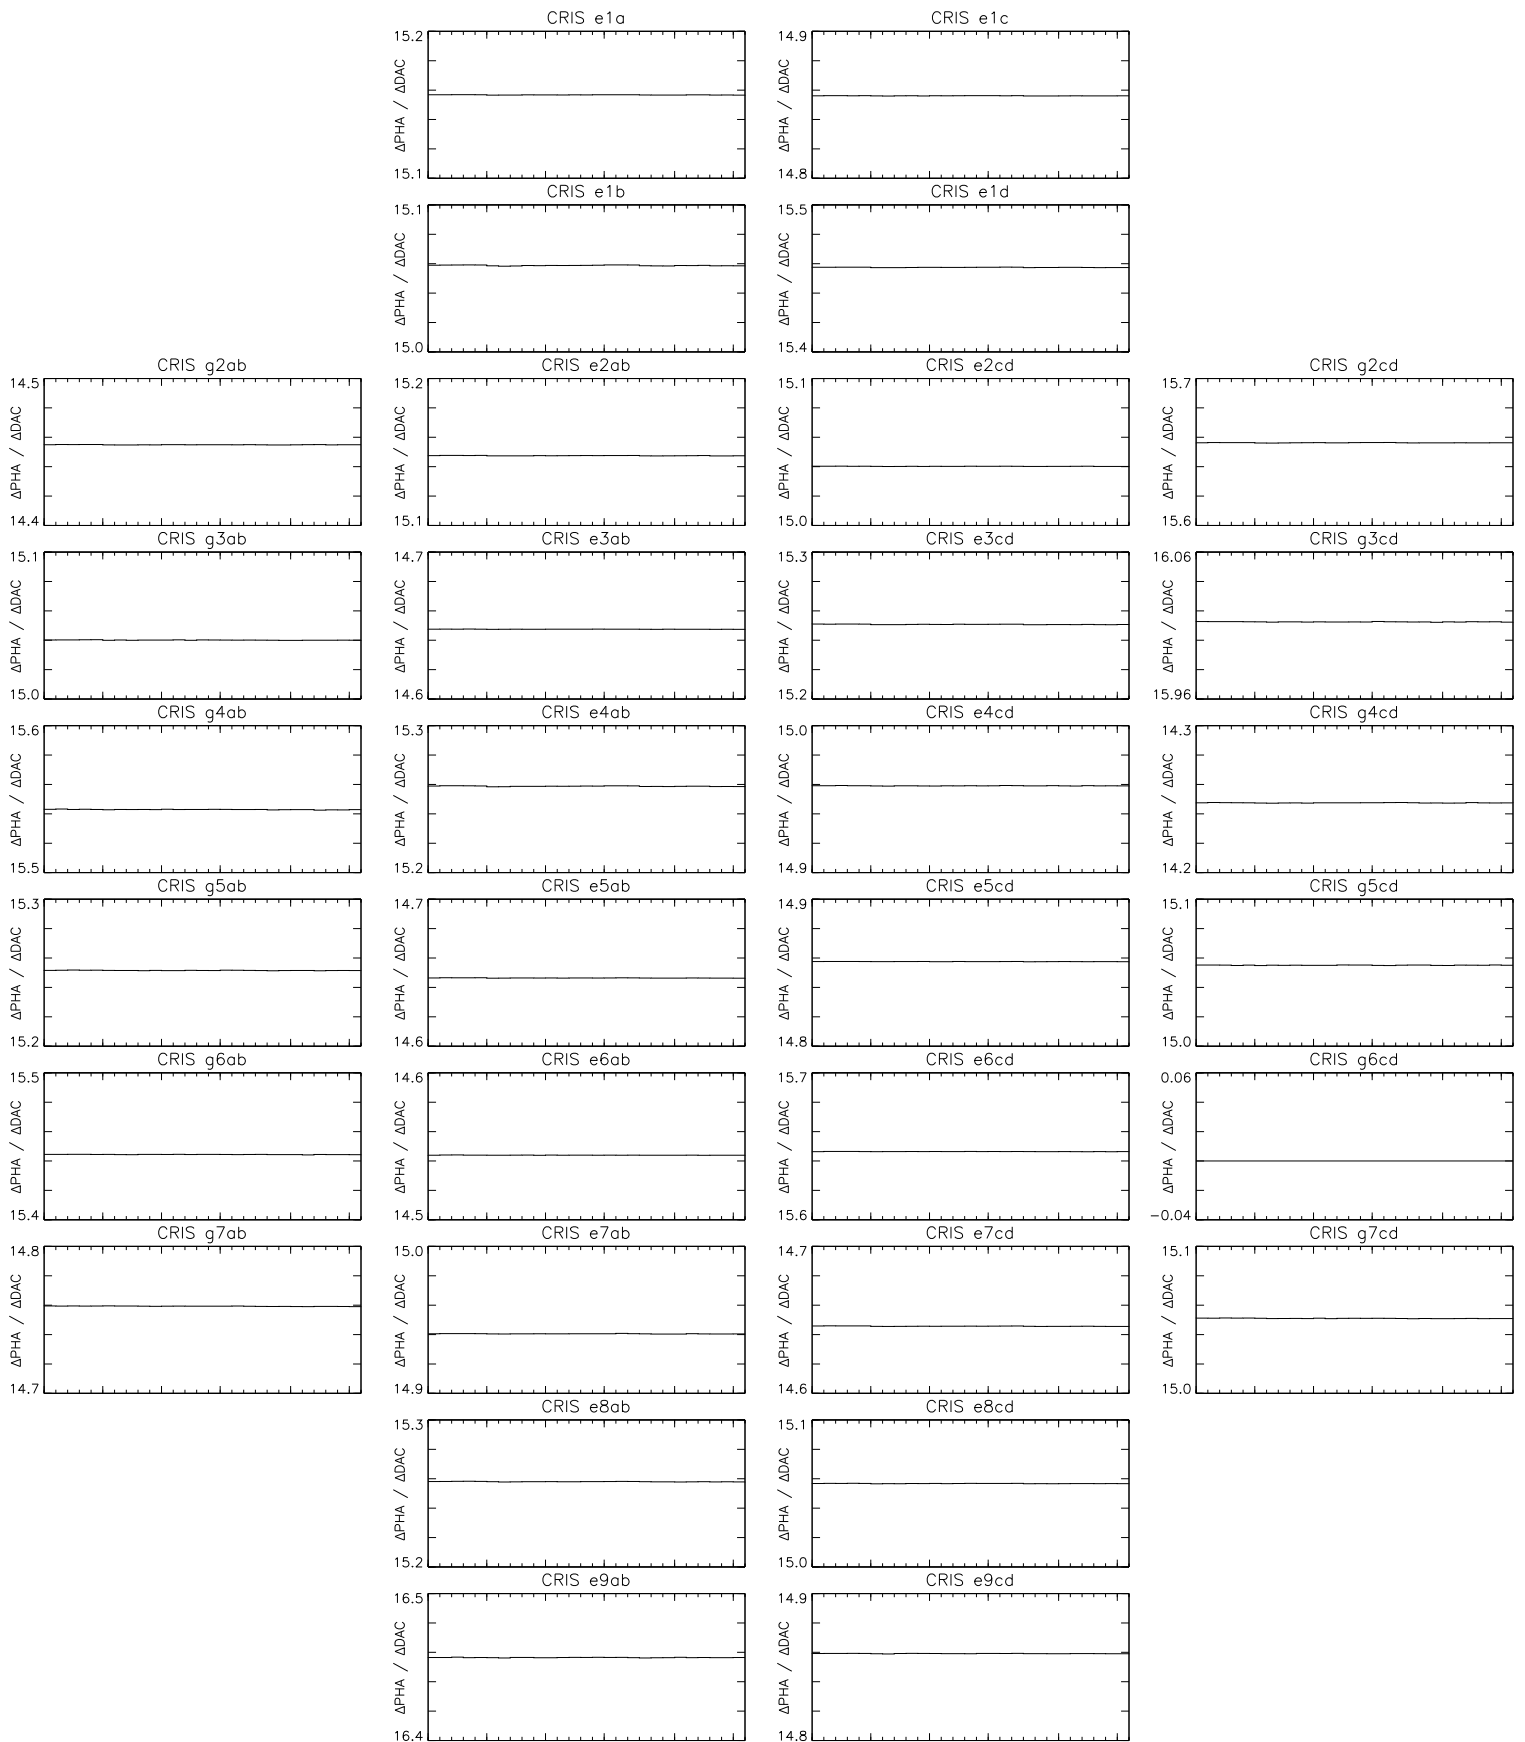 CRIS e1a
15.2
ΔPHA / ΔDAC
15.1
CRIS e1c
14.9
ΔPHA / ΔDAC
14.8
CRIS e1b
15.1
ΔPHA / ΔDAC
15.0
CRIS e1d
15.5
ΔPHA / ΔDAC
15.4
CRIS g2ab
14.5
ΔPHA / ΔDAC
14.4
CRIS e2ab
15.2
ΔPHA / ΔDAC
15.1
CRIS e2cd
15.1
ΔPHA / ΔDAC
15.0
CRIS g2cd
15.7
ΔPHA / ΔDAC
15.6
CRIS g3ab
15.1
ΔPHA / ΔDAC
15.0
CRIS e3ab
14.7
ΔPHA / ΔDAC
14.6
CRIS e3cd
15.3
ΔPHA / ΔDAC
15.2
CRIS g3cd
16.06
ΔPHA / ΔDAC
15.96
CRIS g4ab
15.6
ΔPHA / ΔDAC
15.5
CRIS e4ab
15.3
ΔPHA / ΔDAC
15.2
CRIS e4cd
15.0
ΔPHA / ΔDAC
14.9
CRIS g4cd
14.3
ΔPHA / ΔDAC
14.2
CRIS g5ab
15.3
ΔPHA / ΔDAC
15.2
CRIS e5ab
14.7
ΔPHA / ΔDAC
14.6
CRIS e5cd
14.9
ΔPHA / ΔDAC
14.8
CRIS g5cd
15.1
ΔPHA / ΔDAC
15.0
CRIS g6ab
15.5
ΔPHA / ΔDAC
15.4
CRIS e6ab
14.6
ΔPHA / ΔDAC
14.5
CRIS e6cd
15.7
ΔPHA / ΔDAC
15.6
CRIS g6cd
0.06
ΔPHA / ΔDAC
−0.04
CRIS g7ab
14.8
ΔPHA / ΔDAC
14.7
CRIS e7ab
15.0
ΔPHA / ΔDAC
14.9
CRIS e7cd
14.7
ΔPHA / ΔDAC
14.6
CRIS g7cd
15.1
ΔPHA / ΔDAC
15.0
CRIS e8ab
15.3
ΔPHA / ΔDAC
15.2
CRIS e8cd
15.1
ΔPHA / ΔDAC
15.0
CRIS e9ab
16.5
ΔPHA / ΔDAC
16.4
CRIS e9cd
14.9
ΔPHA / ΔDAC
14.8